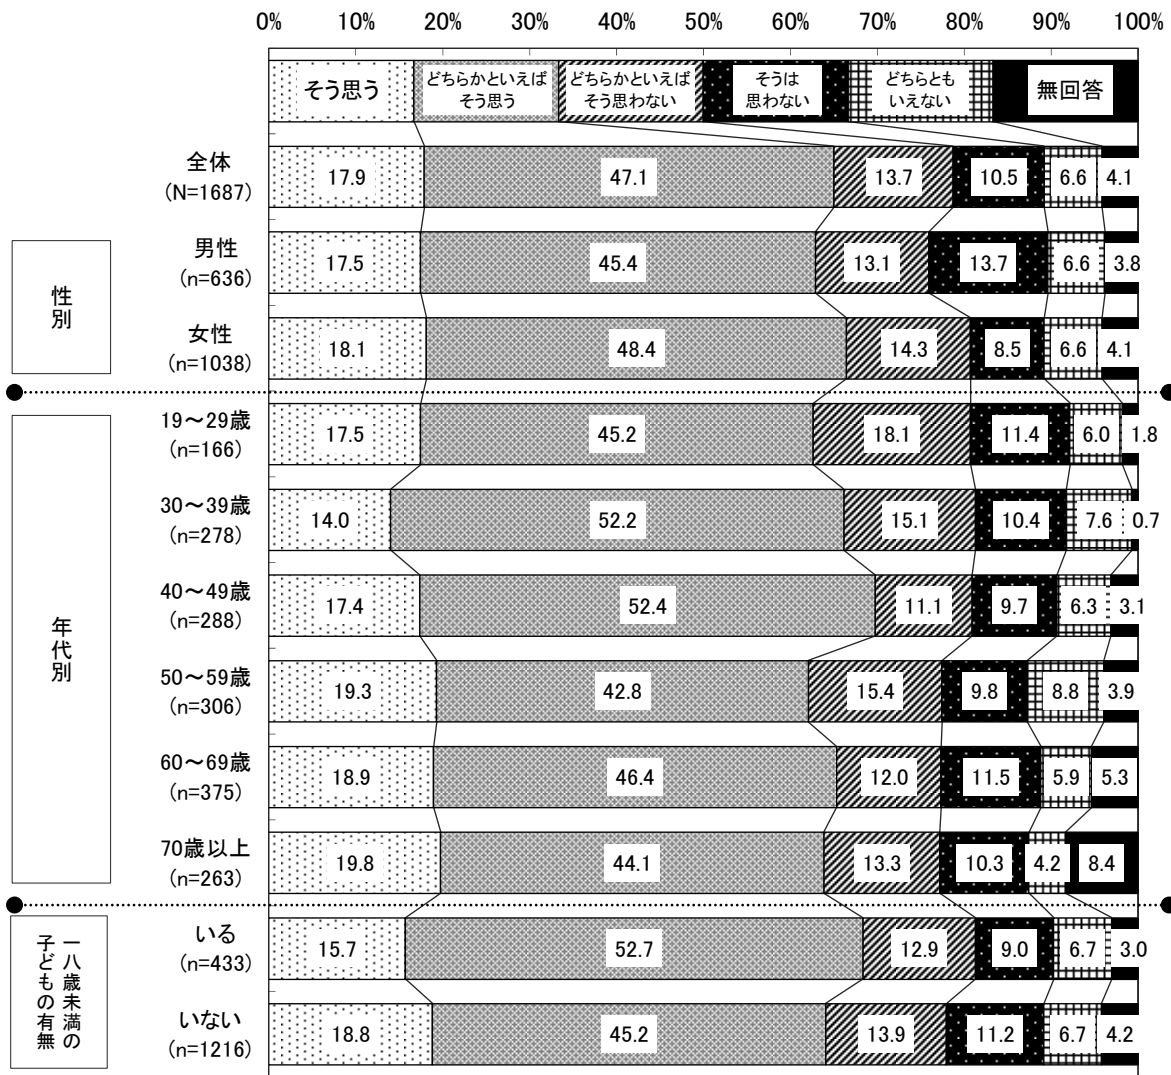 0% 10% 20% 30% 40% 50% 60% 70% 80% 90% 100%
そう思う
どちらかといえば
そう思う
どちらかといえば
そう思わない
そうは
思わない
どちらとも
いえない
無回答
全体
(N=1687)
17.9 47.1 13.7 10.5 6.6 4.1
性別
男性
(n=636)
17.5 45.4 13.1 13.7 6.6 3.8
女性
(n=1038)
18.1 48.4 14.3 8.5 6.6 4.1
年代別
19～29歳
(n=166)
17.5 45.2 18.1 11.4 6.0 1.8
30～39歳
(n=278)
14.0 52.2 15.1 10.4 7.6 0.7
40～49歳
(n=288)
17.4 52.4 11.1 9.7 6.3 3.1
50～59歳
(n=306)
19.3 42.8 15.4 9.8 8.8 3.9
60～69歳
(n=375)
18.9 46.4 12.0 11.5 5.9 5.3
70歳以上
(n=263)
19.8 44.1 13.3 10.3 4.2 8.4
一八歳未満の
子どもの有無
いる
(n=433)
15.7 52.7 12.9 9.0 6.7 3.0
いない
(n=1216)
18.8 45.2 13.9 11.2 6.7 4.2